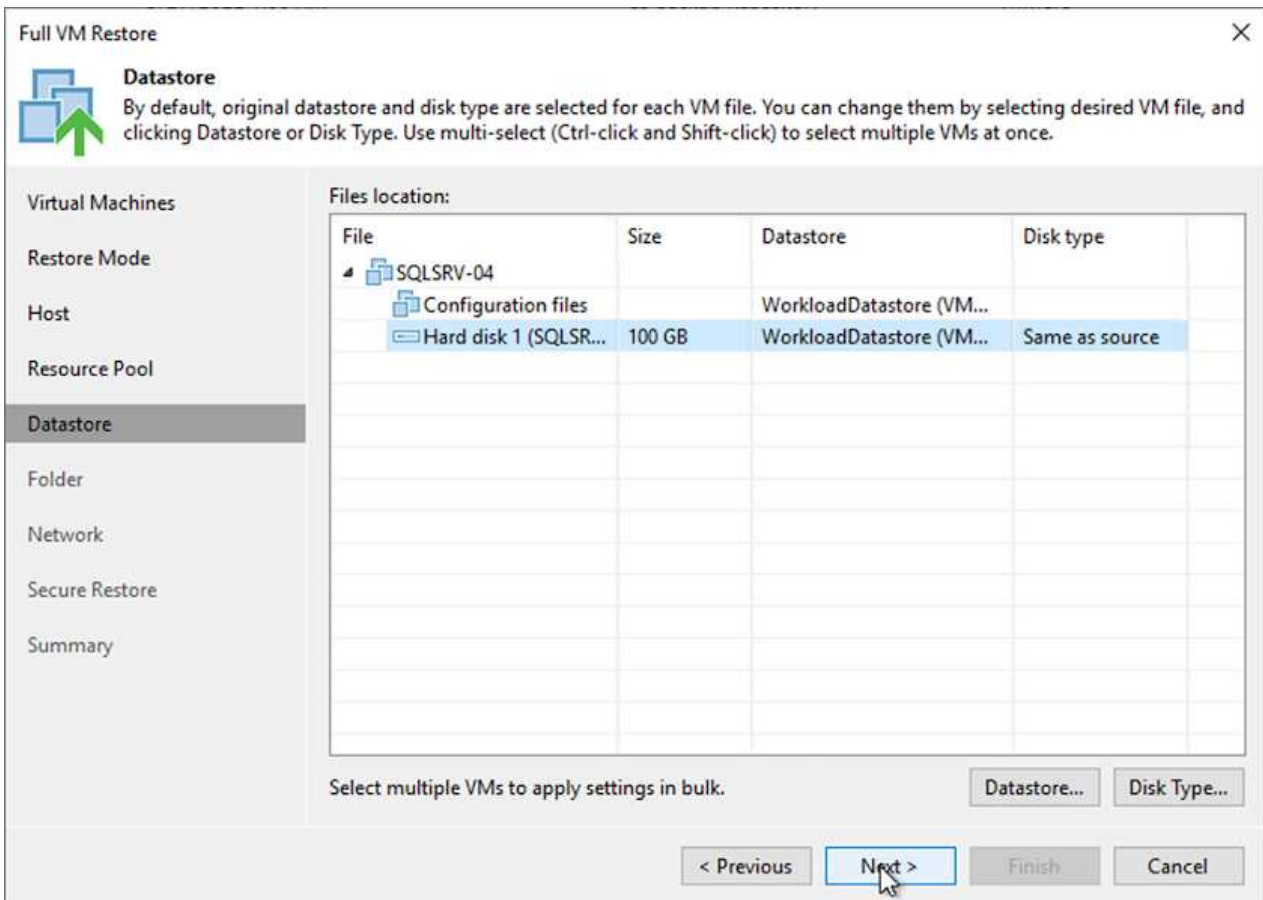 Full VM Restore
Datastore
By default, original datastore and disk type are selected for each VM file. You can change them by selecting desired VM file, and
clicking Datastore or Disk Type. Use multi-select (Ctrl-click and Shift-click) to select multiple VMs at once.
Virtual Machines
Restore Mode
Host
Resource Pool
Datastore
Folder
Network
Secure Restore
Summary
Files location:
File Size Datastore Disk type
SQLSRV-04
Configuration files WorkloadDatastore (VM...
Hard disk 1 (SQLSR... 100 GB WorkloadDatastore (VM... Same as source
Select multiple VMs to apply settings in bulk.
Datastore... Disk Type...
< Previous Next > Finish Cancel